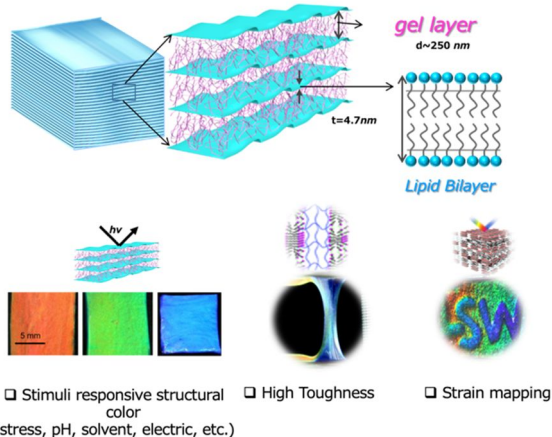 gel layer
d~250 nm
t=4.7nm
Lipid Bilayer
hν
5 mm
SW
❑ Stimuli responsive structural
color
stress, pH, solvent, electric, etc.)
❑ High Toughness
❑ Strain mapping